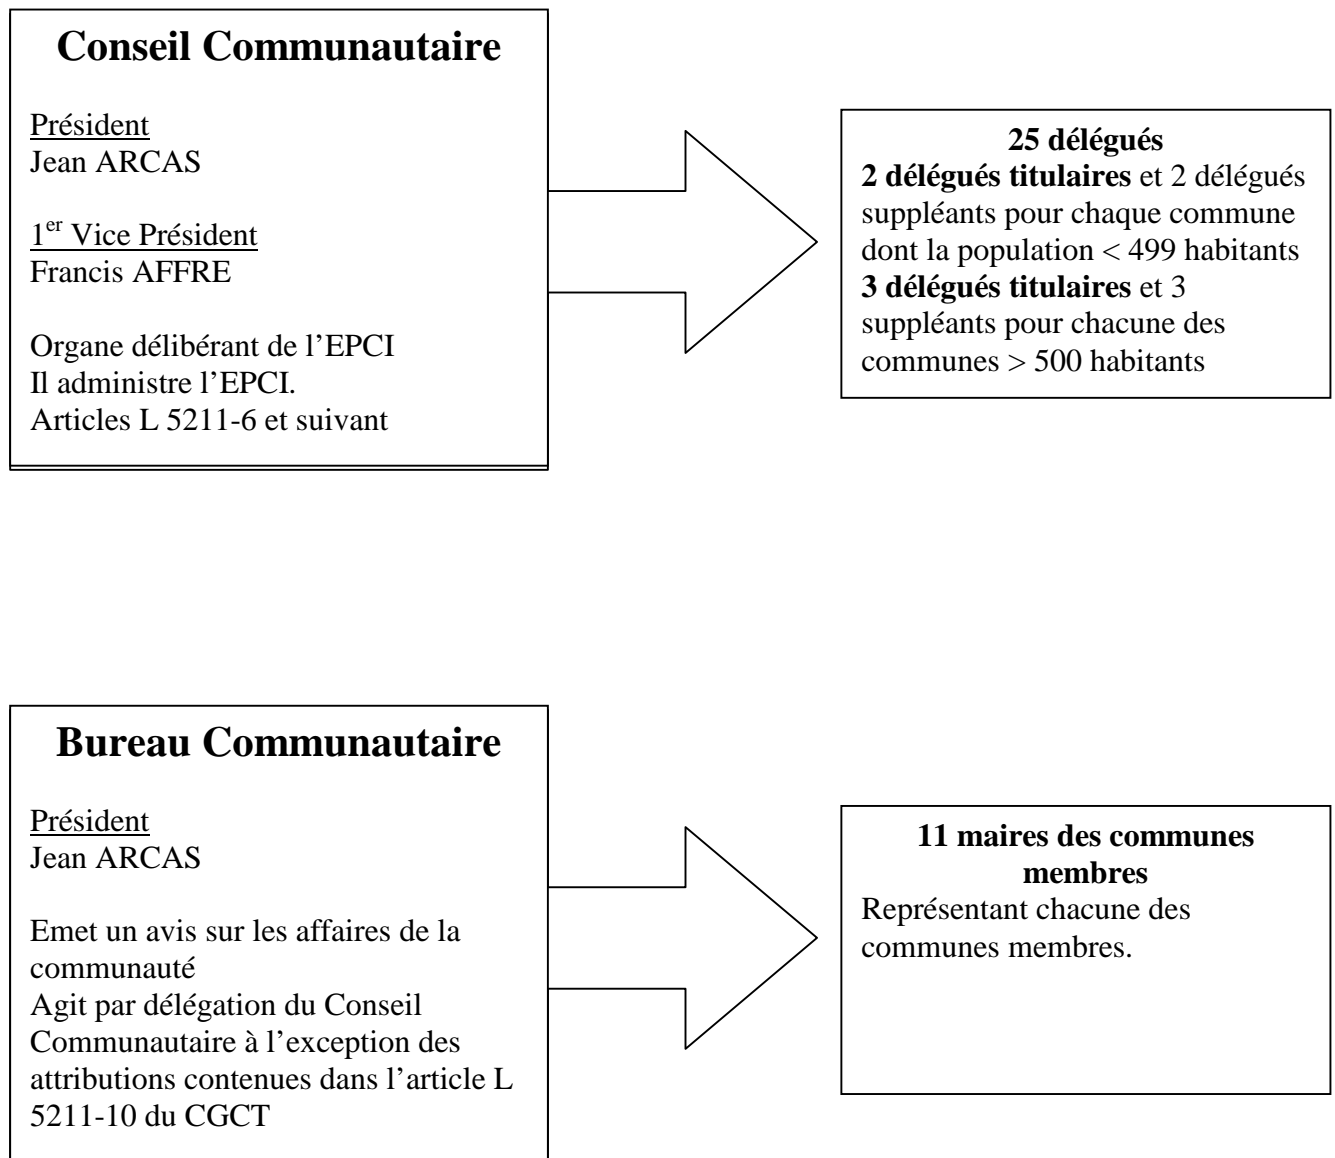 Conseil Communautaire
Président
Jean ARCAS
1er Vice Président
Francis AFFRE
Organe délibérant de l’EPCI
Il administre l’EPCI.
Articles L 5211-6 et suivant
25 délégués
2 délégués titulaires et 2 délégués
suppléants pour chaque commune
dont la population < 499 habitants
3 délégués titulaires et 3
suppléants pour chacune des
communes > 500 habitants
Bureau Communautaire
Président
Jean ARCAS
Emet un avis sur les affaires de la
communauté
Agit par délégation du Conseil
Communautaire à l’exception des
attributions contenues dans l’article L
5211-10 du CGCT
11 maires des communes
membres
Représentant chacune des
communes membres.